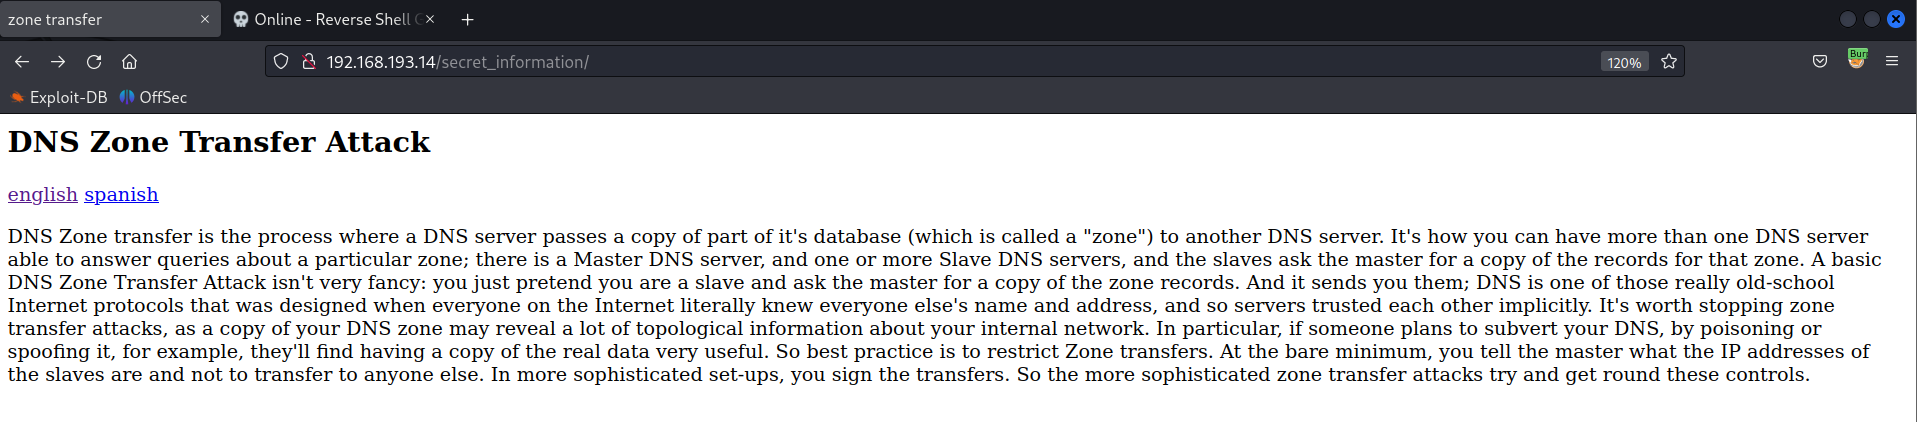 zone transfer
Online - Reverse Shell
192.168.193.14/secret_information/
120%
Exploit-DB
OffSec
DNS Zone Transfer Attack
english spanish
DNS Zone transfer is the process where a DNS server passes a copy of part of it's database (which is called a "zone") to another DNS server. It's how you can have more than one DNS server
able to answer queries about a particular zone; there is a Master DNS server, and one or more Slave DNS servers, and the slaves ask the master for a copy of the records for that zone. A basic
DNS Zone Transfer Attack isn't very fancy: you just pretend you are a slave and ask the master for a copy of the zone records. And it sends you them; DNS is one of those really old-school
Internet protocols that was designed when everyone on the Internet literally knew everyone else's name and address, and so servers trusted each other implicitly. It's worth stopping zone
transfer attacks, as a copy of your DNS zone may reveal a lot of topological information about your internal network. In particular, if someone plans to subvert your DNS, by poisoning or
spoofing it, for example, they'll find having a copy of the real data very useful. So best practice is to restrict Zone transfers. At the bare minimum, you tell the master what the IP addresses of
the slaves are and not to transfer to anyone else. In more sophisticated set-ups, you sign the transfers. So the more sophisticated zone transfer attacks try and get round these controls.